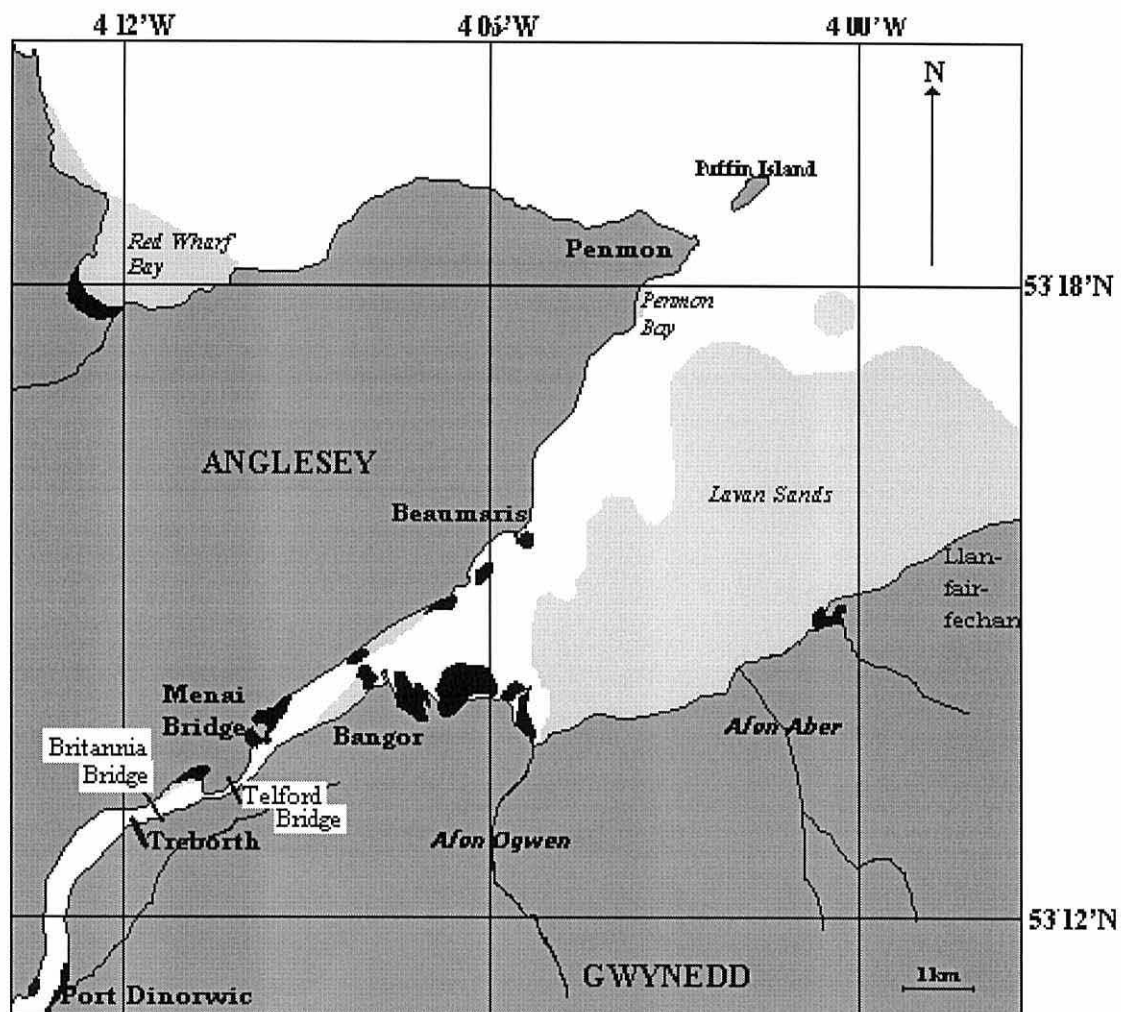 4 12'W
4 06'W
4 00'W
N
Puffin Island
Red Wharf
Bay
Penmon
53 18'N
Penmon
Bay
ANGLESEY
Lavan Sands
Beaumaris
Llan-
fair-
fechan
Menai
Bridge
Bangor
Afon Aber
Britannia
Bridge
Telford
Bridge
Treborth
Afon Ogwen
53 12'N
GWYNEDD
1km
Port Dinorwic